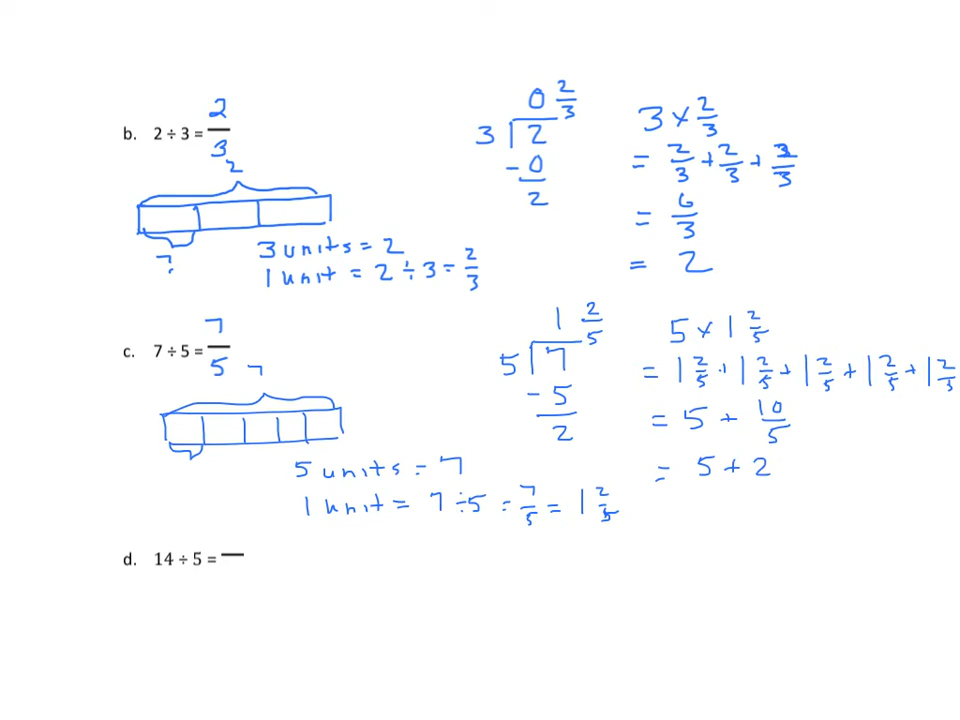 b. 2 ÷ 3 = 2/3
2
?
3 units = 2
1 unit = 2 ÷ 3 = 2/3
0 2/3
3 2
- 0
2
3 × 2/3
= 2/3 + 2/3 + 2/3
= 6/3
= 2
c. 7 ÷ 5 = 7/5
7
5 units = 7
1 unit = 7 ÷ 5 = 7/5 = 1 2/5
1 2/5
5 7
- 5
2
5 × 1 2/5
= 1 2/5 + 1 2/5 + 1 2/5 + 1 2/5 + 1 2/5
= 5 + 10/5
= 5 + 2
d. 14 ÷ 5 = —